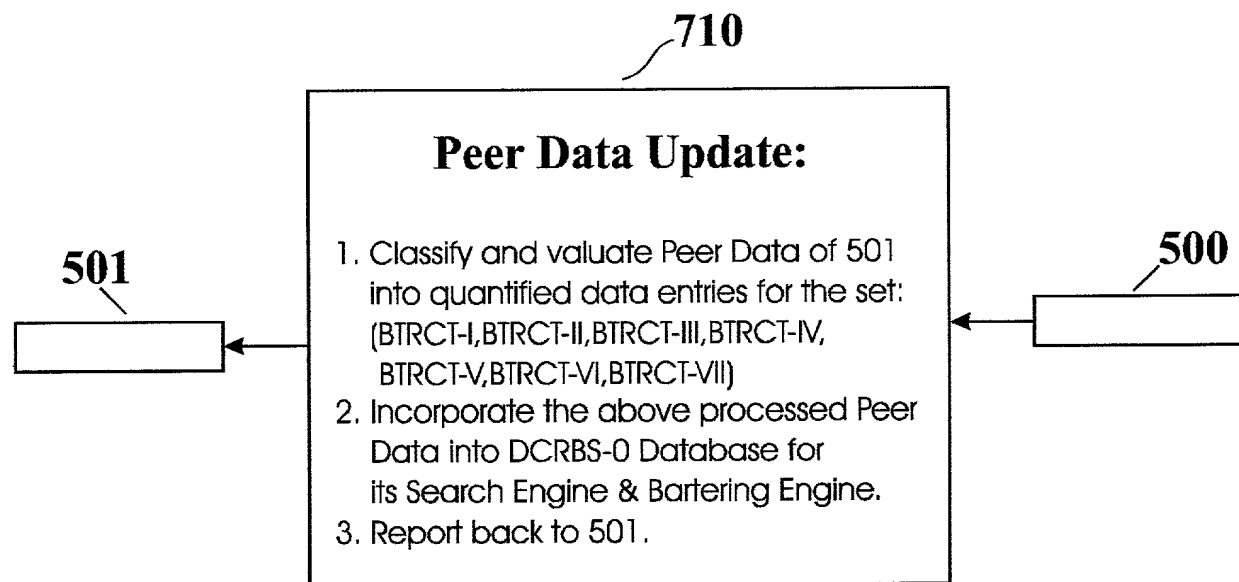 710
Peer Data Update:
501
500
1. Classify and valuate Peer Data of 501
into quantified data entries for the set:
(BTRCT-I,BTRCT-II,BTRCT-III,BTRCT-IV,
BTRCT-V,BTRCT-VI,BTRCT-VII)
2. Incorporate the above processed Peer
Data into DCRBS-0 Database for
its Search Engine & Bartering Engine.
3. Report back to 501.